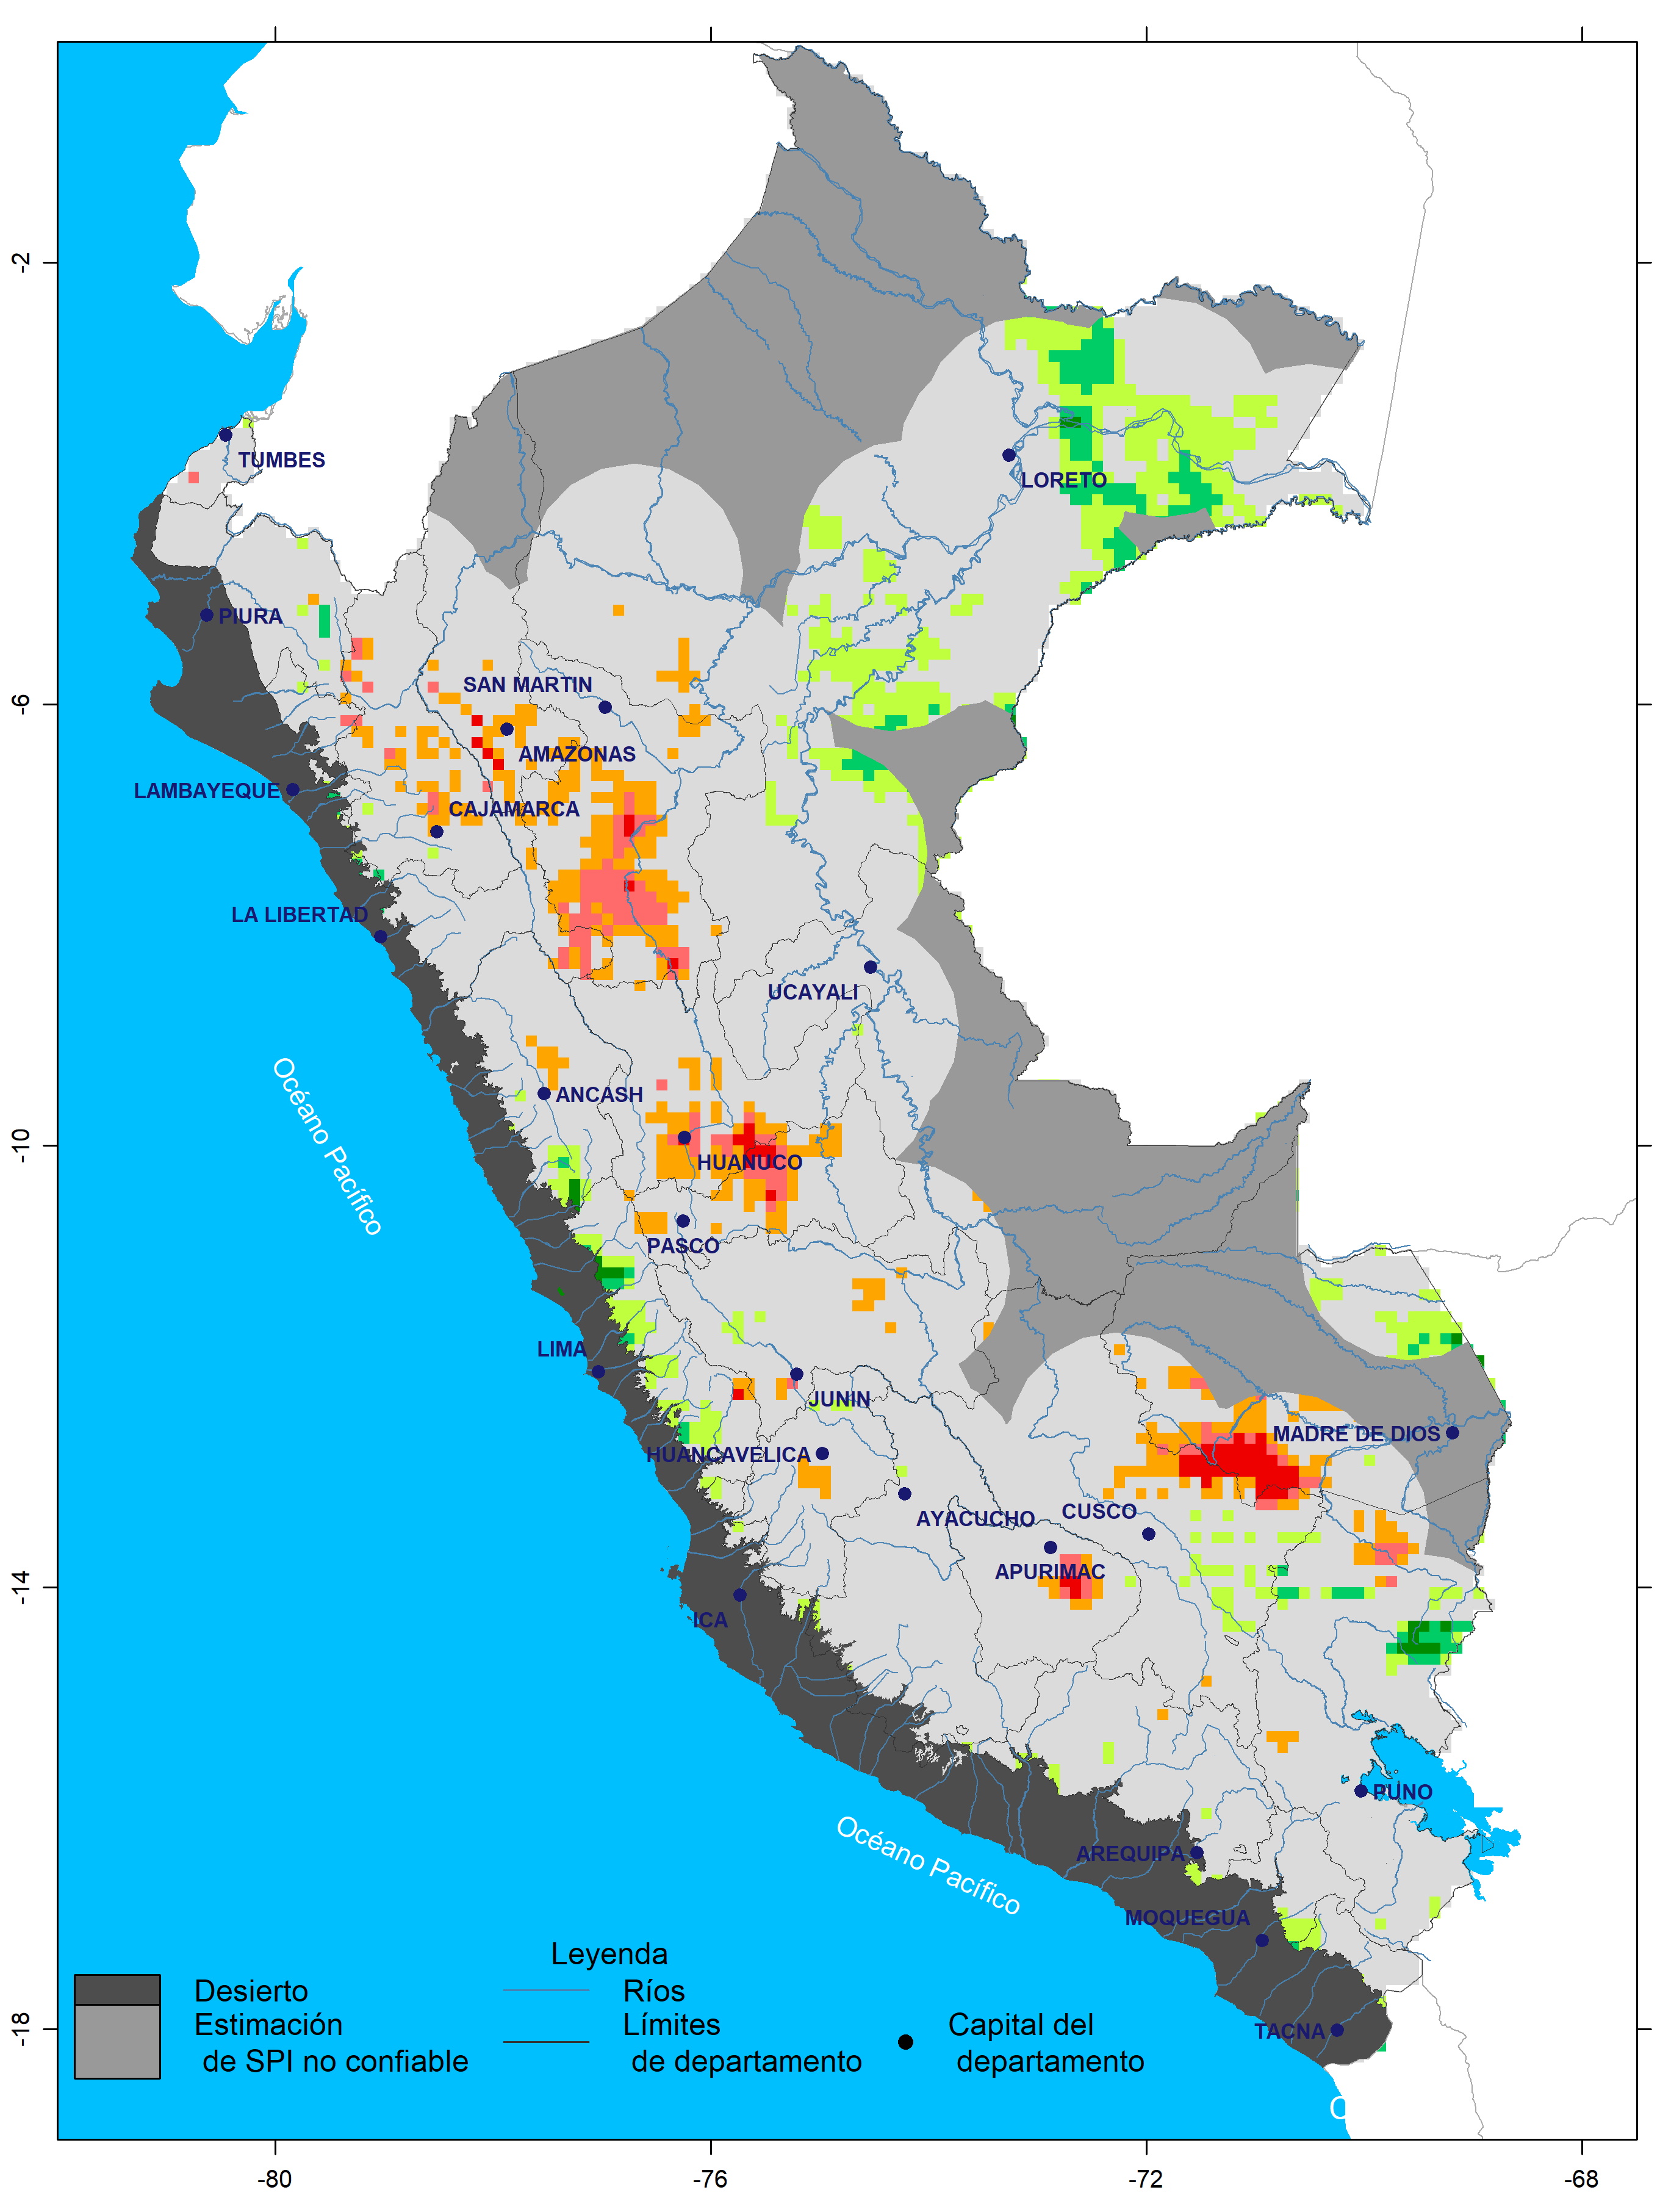 -2
-6
-10
-14
-18
TUMBES
LORETO
PIURA
SAN MARTIN
AMAZONAS
LAMBAYEQUE
CAJAMARCA
LA LIBERTAD
UCAYALI
Océano Pacífico
ANCASH
HUANUCO
PASCO
LIMA
JUNIN
MADRE DE DIOS
HUANCAVELICA
AYACUCHO
CUSCO
APURIMAC
ICA
PUNO
Océano Pacífico
AREQUIPA
MOQUEGUA
TACNA
Leyenda
Desierto
Estimación
de SPI no confiable
Ríos
Límites
de departamento
Capital del
departamento
-80
-76
-72
-68